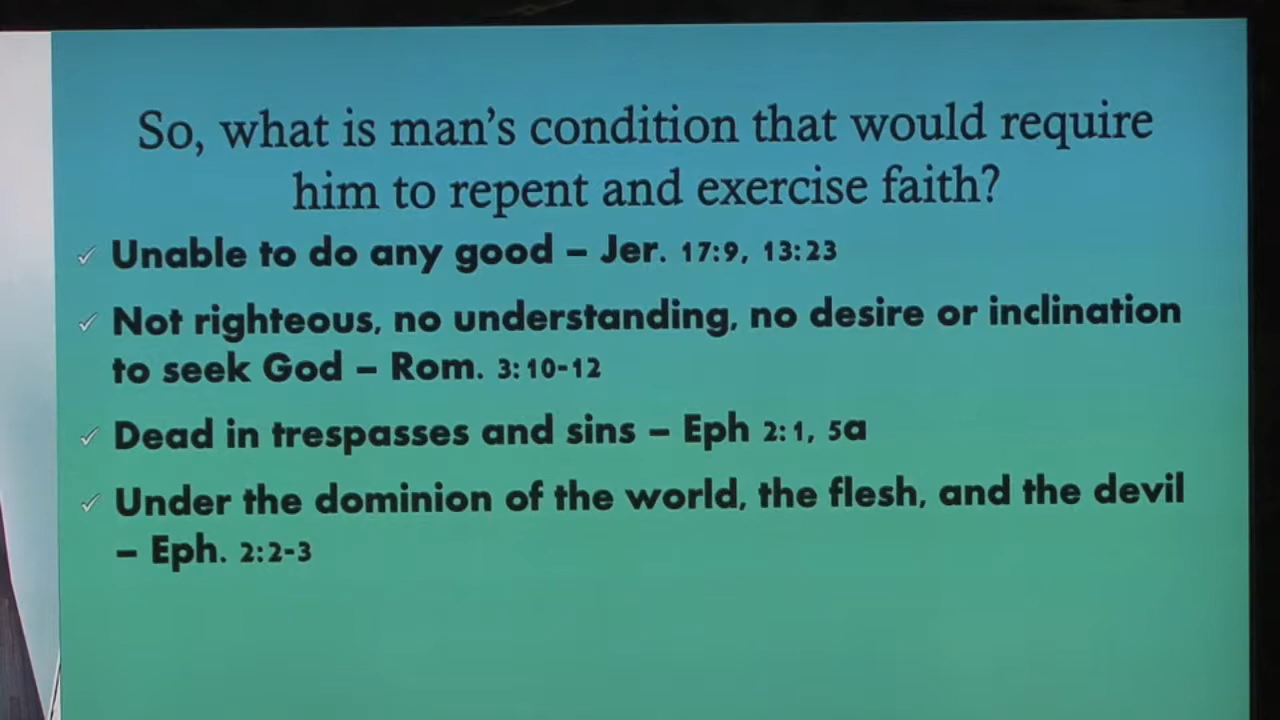 So, what is man's condition that would require
him to repent and exercise faith?
Unable to do any good – Jer. 17:9, 13:23
Not righteous, no understanding, no desire or inclination
to seek God – Rom. 3:10-12
Dead in trespasses and sins – Eph 2:1, 5a
Under the dominion of the world, the flesh, and the devil
– Eph. 2:2-3